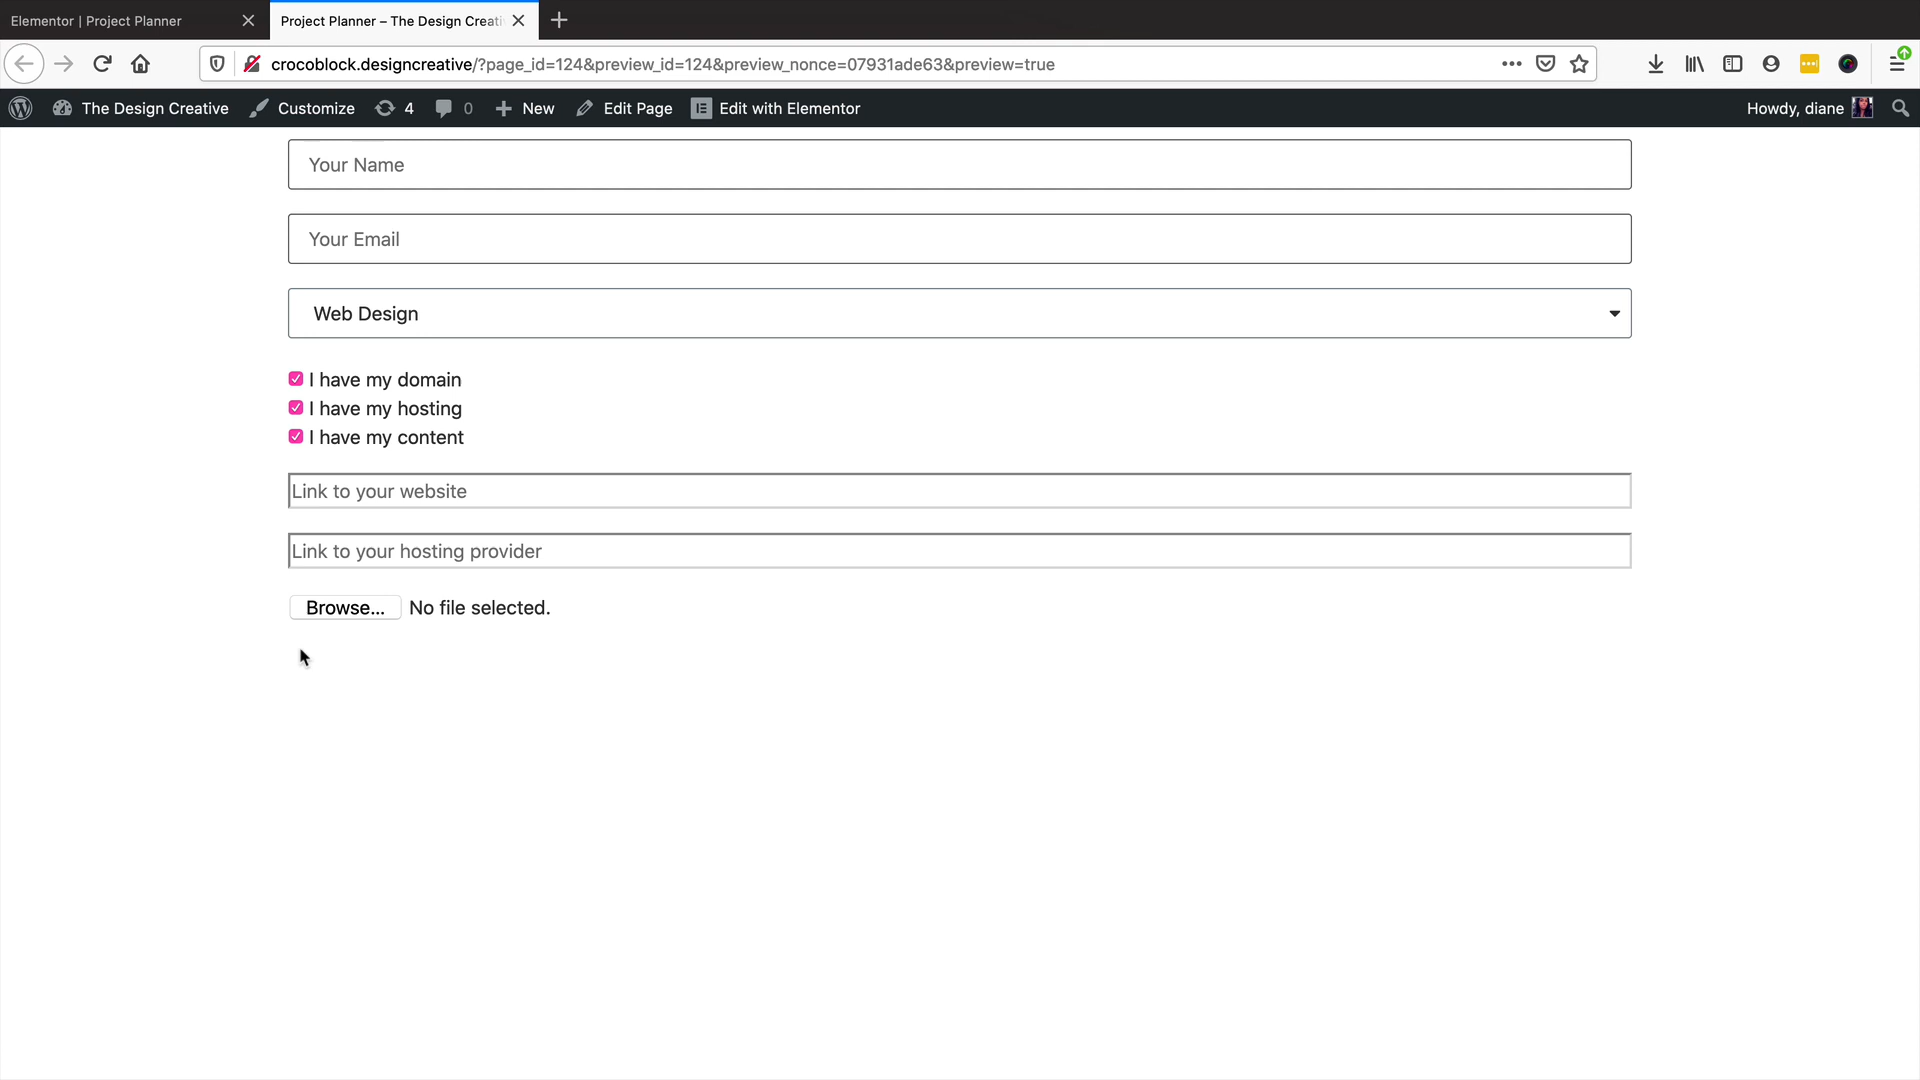 Elementor | Project Planner
Project Planner – The Design Creati
crocoblock.designcreative/?page_id=124&preview_id=124&preview_nonce=07931ade63&preview=true
The Design Creative Customize 4 0 New Edit Page Edit with Elementor Howdy, diane
Your Name
Your Email
Web Design
I have my domain
I have my hosting
I have my content
Link to your website
Link to your hosting provider
Browse... No file selected.